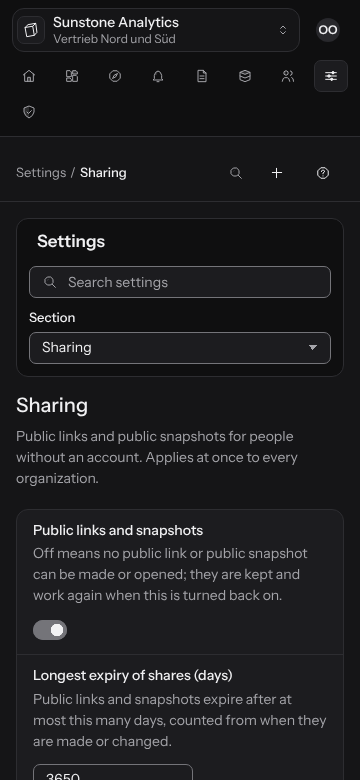 Sunstone Analytics
Vertrieb Nord und Süd
OO
Settings / Sharing
Settings
Search settings
Section
Sharing
Sharing
Public links and public snapshots for people
without an account. Applies at once to every
organization.
Public links and snapshots
Off means no public link or public snapshot
can be made or opened; they are kept and
work again when this is turned back on.
Longest expiry of shares (days)
Public links and snapshots expire after at
most this many days, counted from when they
are made or changed.
3650